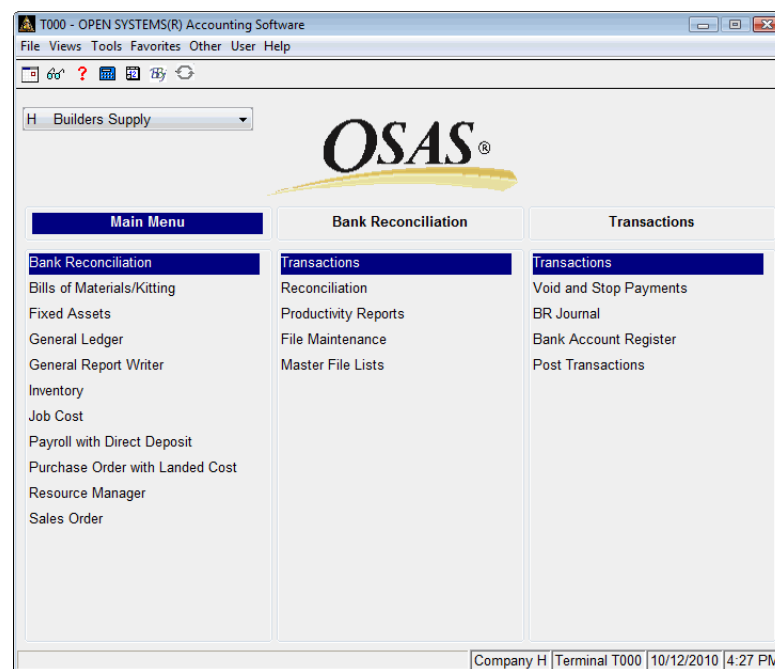 T000 - OPEN SYSTEMS(R) Accounting Software
File Views Tools Favorites Other User Help
H Builders Supply
OSAS®
Main Menu
Bank Reconciliation
Transactions
Bank Reconciliation
Bills of Materials/Kitting
Fixed Assets
General Ledger
General Report Writer
Inventory
Job Cost
Payroll with Direct Deposit
Purchase Order with Landed Cost
Resource Manager
Sales Order
Transactions
Reconciliation
Productivity Reports
File Maintenance
Master File Lists
Transactions
Void and Stop Payments
BR Journal
Bank Account Register
Post Transactions
Company H Terminal T000 10/12/2010 4:27 PM